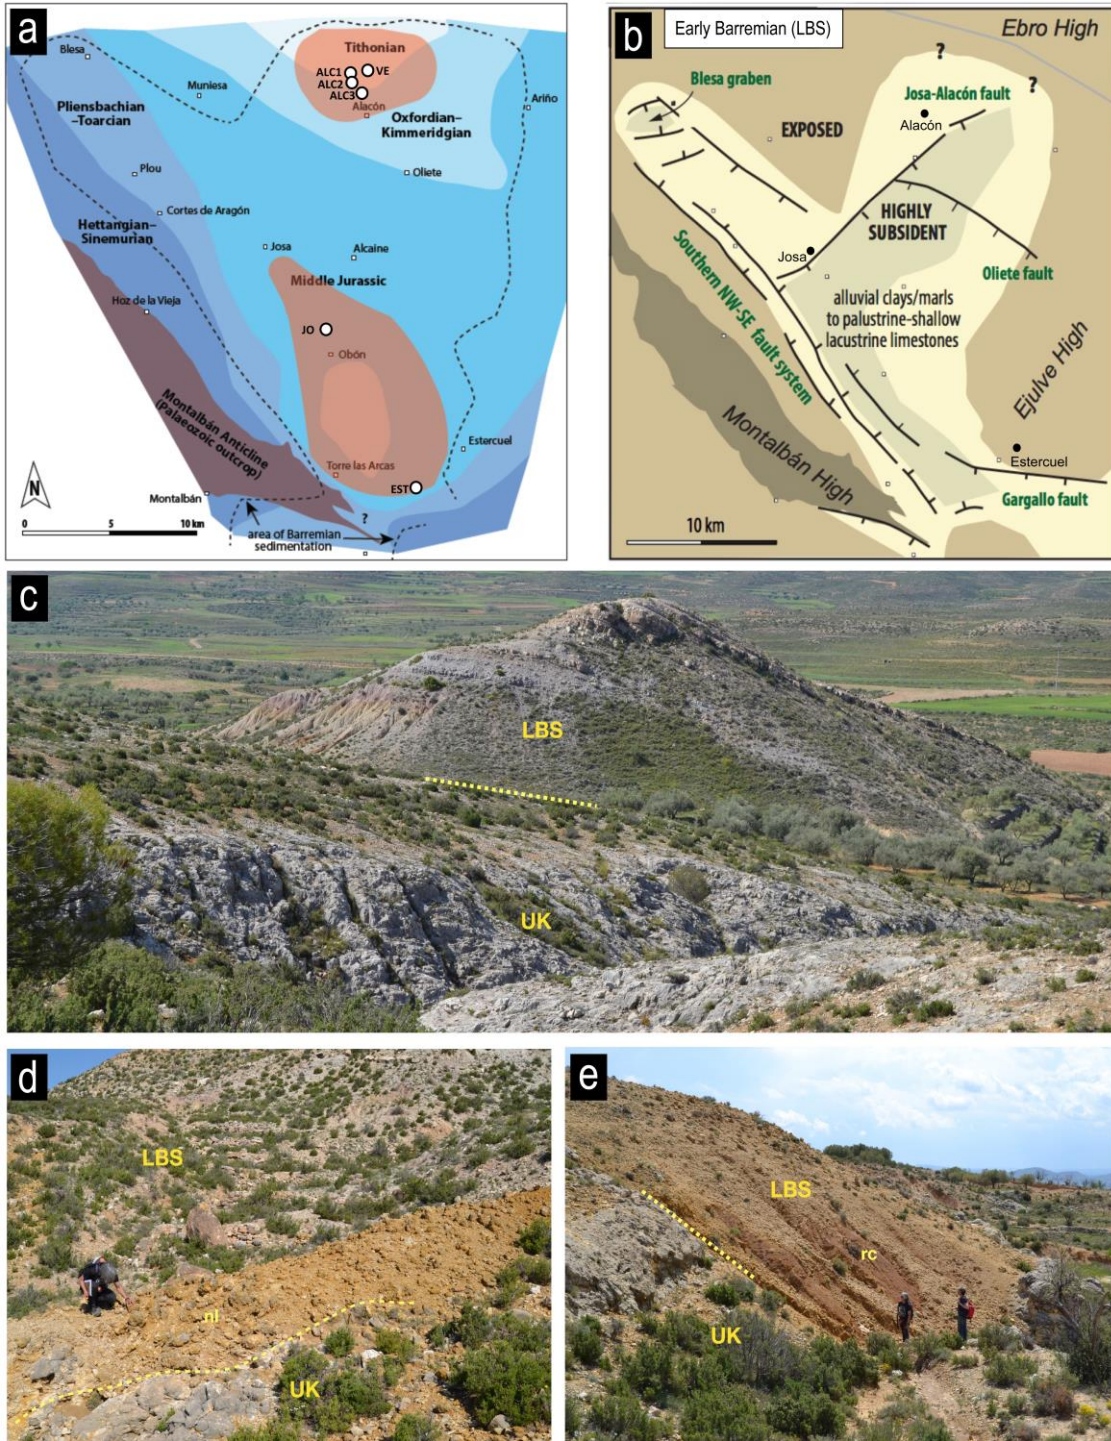 a
Tithonian
Blesa
ALC1
VE
ALC2
Muniesa
ALC3
Alacón
Ariño
Pliensbachian
–Toarcian
Oxfordian–
Kimmeridgian
Plou
Oliete
Cortes de Aragón
Hettangian–
Sinemurian
Josa
Alcaine
Middle Jurassic
Hoz de la Vieja
JO
Obón
Montalbán Anticline
(Palaeozoic outcrop)
Estercuel
Torre las Arcas
EST
N
Montalbán
?
0 5 10 km
area of Barremian
sedimentation
b
Early Barremian (LBS)
Ebro High
Blesa graben
?
?
Josa-Alacón fault
EXPOSED
Alacón
HIGHLY
SUBSIDENT
Josa
Oliete fault
Southern NW-SE fault system
alluvial clays/marls
to palustrine-shallow
lacustrine limestones
Ejulve High
Montalbán High
Estercuel
Gargallo fault
10 km
c
LBS
UK
d
LBS
nl
UK
e
LBS
rc
UK